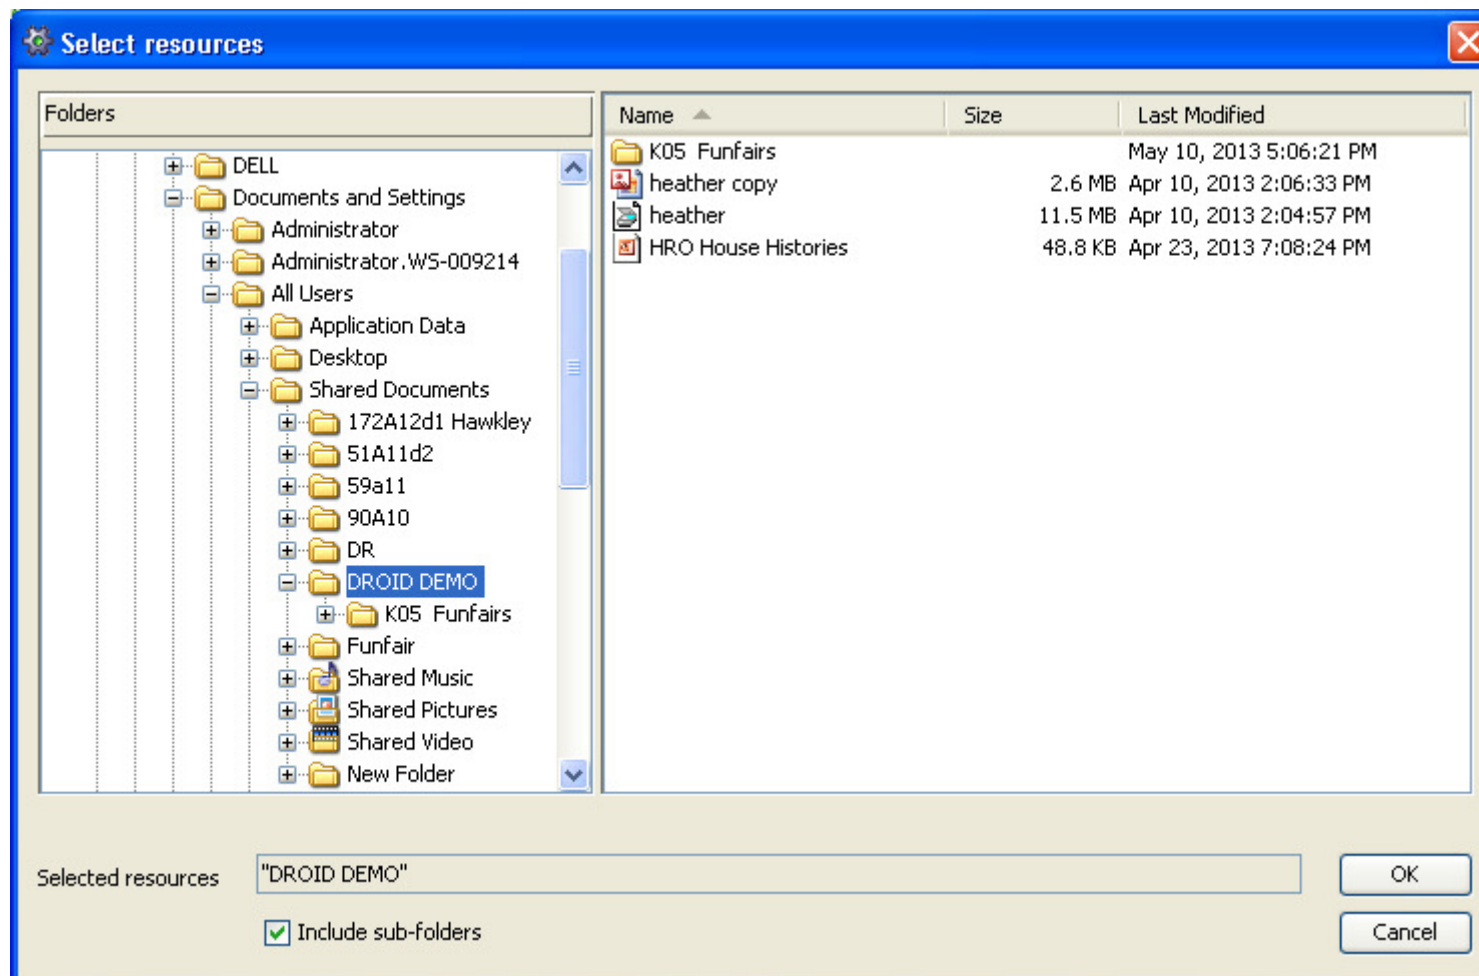 Select resources
Folders
DELL
Documents and Settings
Administrator
Administrator.WS-009214
All Users
Application Data
Desktop
Shared Documents
172A12d1 Hawkley
51A11d2
59a11
90A10
DR
DROID DEMO
K05 Funfairs
Funfair
Shared Music
Shared Pictures
Shared Video
New Folder
Name Size Last Modified
K05 Funfairs May 10, 2013 5:06:21 PM
heather copy 2.6 MB Apr 10, 2013 2:06:33 PM
heather 11.5 MB Apr 10, 2013 2:04:57 PM
HRO House Histories 48.8 KB Apr 23, 2013 7:08:24 PM
Selected resources "DROID DEMO" OK
Include sub-folders Cancel